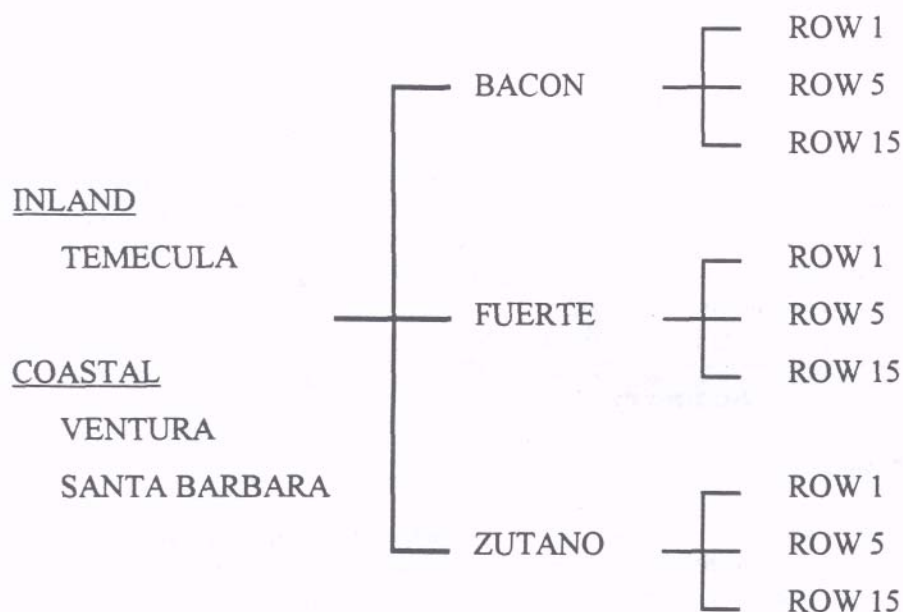 INLAND
TEMECULA
COASTAL
VENTURA
SANTA BARBARA
BACON
ROW 1
ROW 5
ROW 15
FUERTE
ROW 1
ROW 5
ROW 15
ZUTANO
ROW 1
ROW 5
ROW 15